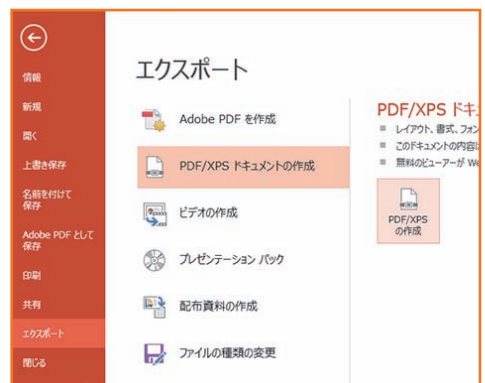 情報
新規
開く
上書き保存
名前を付けて
保存
Adobe PDF として
保存
印刷
共有
エクスポート
閉じる
エクスポート
Adobe PDF を作成
PDF/XPS ドキュメントの作成
ビデオの作成
プレゼンテーション パック
配布資料の作成
ファイルの種類の変更
PDF/XPS ドキ
レイアウト、書式、フォン
このドキュメントの内容
無料のビューアーが We
PDF/XPS
の作成